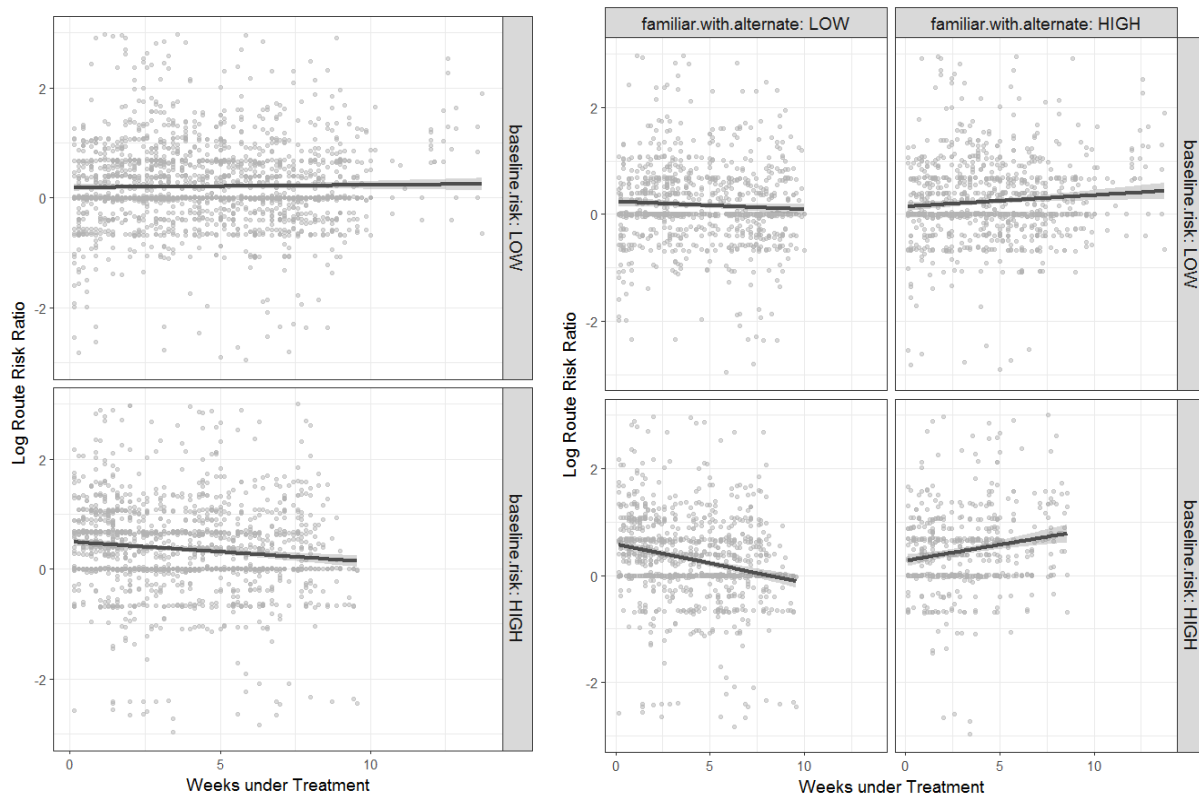 familiar.with.alternate: LOW
familiar.with.alternate: HIGH
2
0
-2
baseline.risk: LOW
2
0
-2
baseline.risk: HIGH
Log Route Risk Ratio
0
5
10
Weeks under Treatment
2
0
-2
baseline.risk: LOW
2
0
-2
baseline.risk: HIGH
Log Route Risk Ratio
0
5
10
0
5
10
Weeks under Treatment